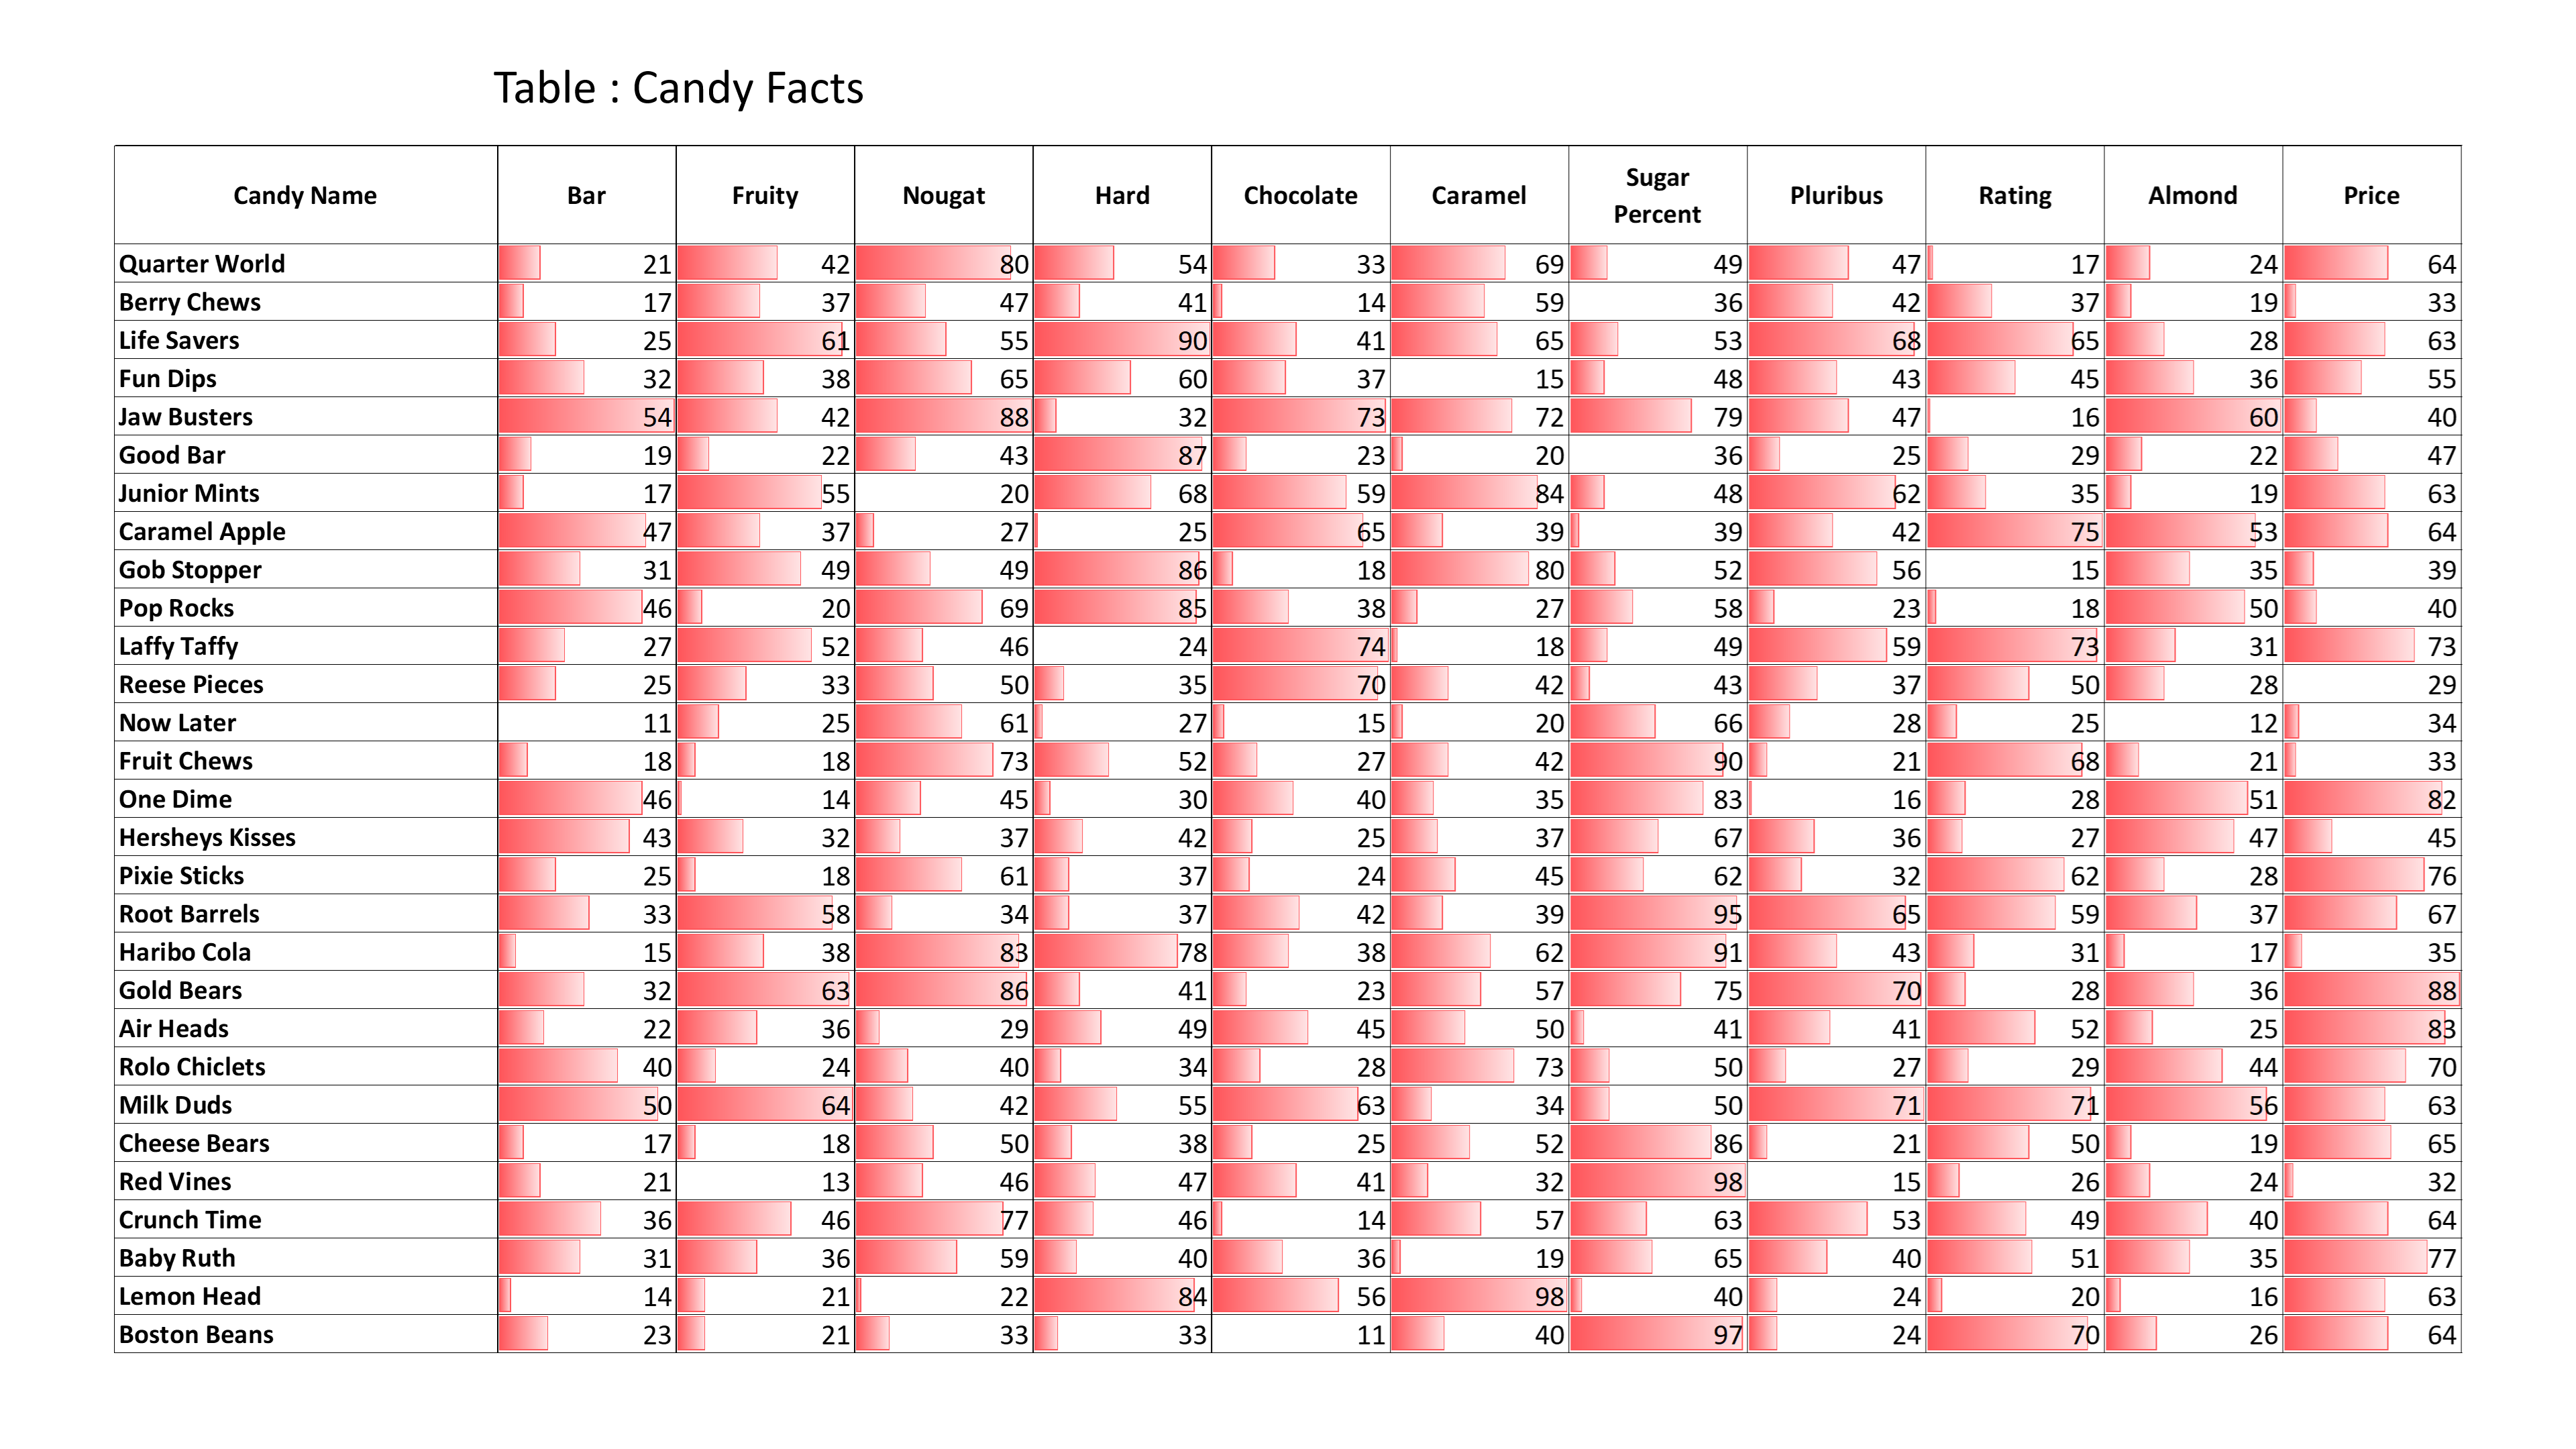 Table : Candy Facts
Candy Name Bar Fruity Nougat Hard Chocolate Caramel Sugar Percent Pluribus Rating Almond Price
Quarter World 21 42 80 54 33 69 49 47 17 24 64
Berry Chews 17 37 47 41 14 59 36 42 37 19 33
Life Savers 25 61 55 90 41 65 53 68 65 28 63
Fun Dips 32 38 65 60 37 15 48 43 45 36 55
Jaw Busters 54 42 88 32 73 72 79 47 16 60 40
Good Bar 19 22 43 87 23 20 36 25 29 22 47
Junior Mints 17 55 20 68 59 84 48 62 35 19 63
Caramel Apple 47 37 27 25 65 39 39 42 75 53 64
Gob Stopper 31 49 49 86 18 80 52 56 15 35 39
Pop Rocks 46 20 69 85 38 27 58 23 18 50 40
Laffy Taffy 27 52 46 24 74 18 49 59 73 31 73
Reese Pieces 25 33 50 35 70 42 43 37 50 28 29
Now Later 11 25 61 27 15 20 66 28 25 12 34
Fruit Chews 18 18 73 52 27 42 90 21 68 21 33
One Dime 46 14 45 30 40 35 83 16 28 51 82
Hersheys Kisses 43 32 37 42 25 37 67 36 27 47 45
Pixie Sticks 25 18 61 37 24 45 62 32 62 28 76
Root Barrels 33 58 34 37 42 39 95 65 59 37 67
Haribo Cola 15 38 83 78 38 62 91 43 31 17 35
Gold Bears 32 63 86 41 23 57 75 70 28 36 88
Air Heads 22 36 29 49 45 50 41 41 52 25 83
Rolo Chiclets 40 24 40 34 28 73 50 27 29 44 70
Milk Duds 50 64 42 55 63 34 50 71 71 56 63
Cheese Bears 17 18 50 38 25 52 86 21 50 19 65
Red Vines 21 13 46 47 41 32 98 15 26 24 32
Crunch Time 36 46 77 46 14 57 63 53 49 40 64
Baby Ruth 31 36 59 40 36 19 65 40 51 35 77
Lemon Head 14 21 22 84 56 98 40 24 20 16 63
Boston Beans 23 21 33 33 11 40 97 24 70 26 64